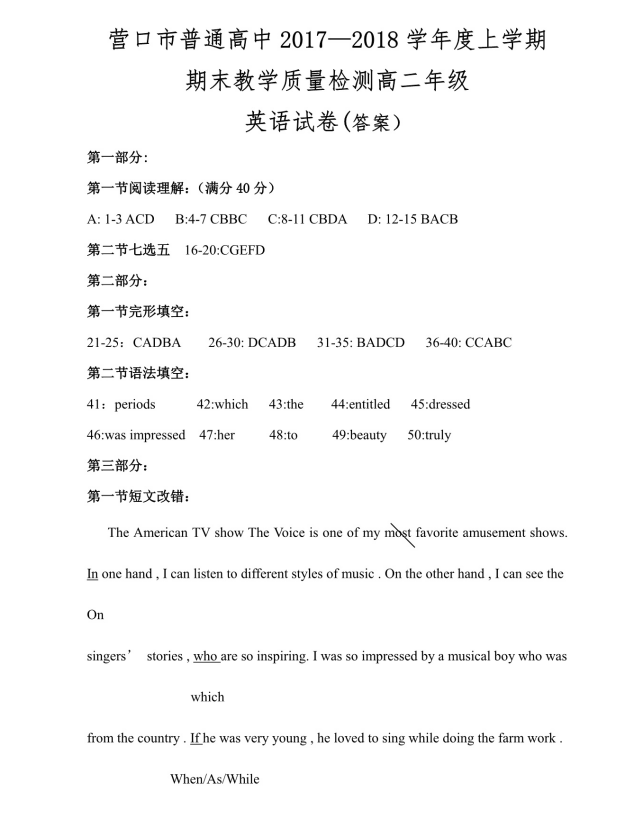 营口市普通高中 2017—2018 学年度上学期
期末教学质量检测高二年级
英语试卷(答案）
第一部分:
第一节阅读理解:（满分 40 分）
A: 1-3 ACD B:4-7 CBBC C:8-11 CBDA D: 12-15 BACB
第二节七选五 16-20:CGEFD
第二部分：
第一节完形填空：
21-25：CADBA 26-30: DCADB 31-35: BADCD 36-40: CCABC
第二节语法填空：
41：periods 42:which 43:the 44:entitled 45:dressed
46:was impressed 47:her 48:to 49:beauty 50:truly
第三部分：
第一节短文改错：
The American TV show The Voice is one of my most favorite amusement shows.
In one hand , I can listen to different styles of music . On the other hand , I can see the
On
singers’ stories , who are so inspiring. I was so impressed by a musical boy who was
which
from the country . If he was very young , he loved to sing while doing the farm work .
When/As/While